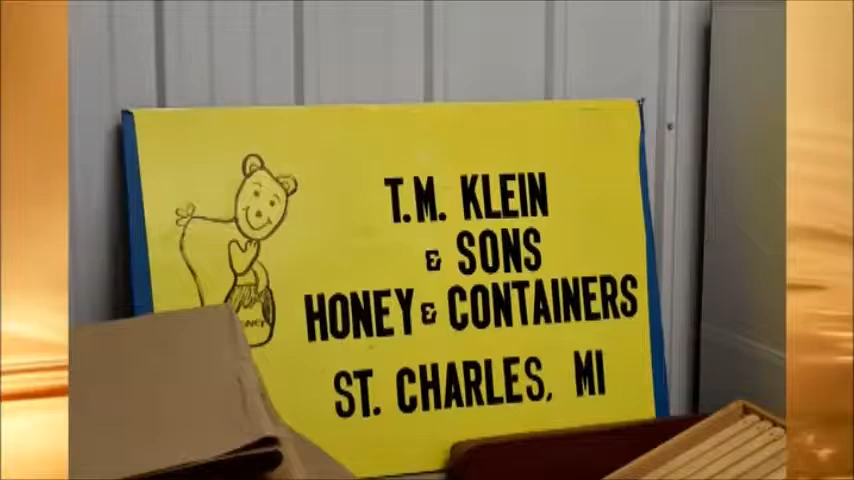 T.M. KLEIN
& SONS
HONEY & CONTAINERS
ST. CHARLES, MI